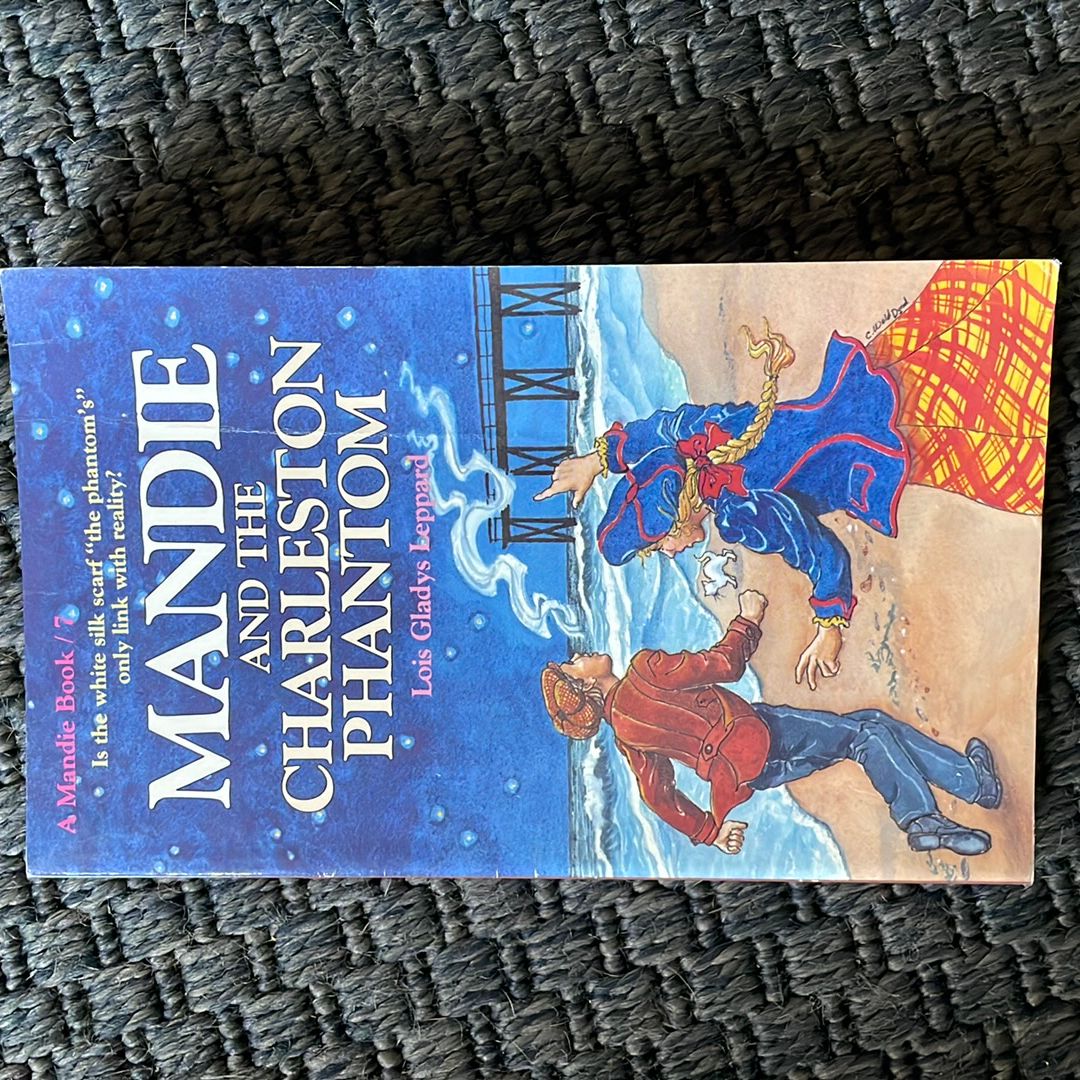 A Mandie Book / 7
Is the white silk scarf “the phantom’s”
only link with reality?
MANDIE
AND THE
CHARLESTON
PHANTOM
Lois Gladys Leppard